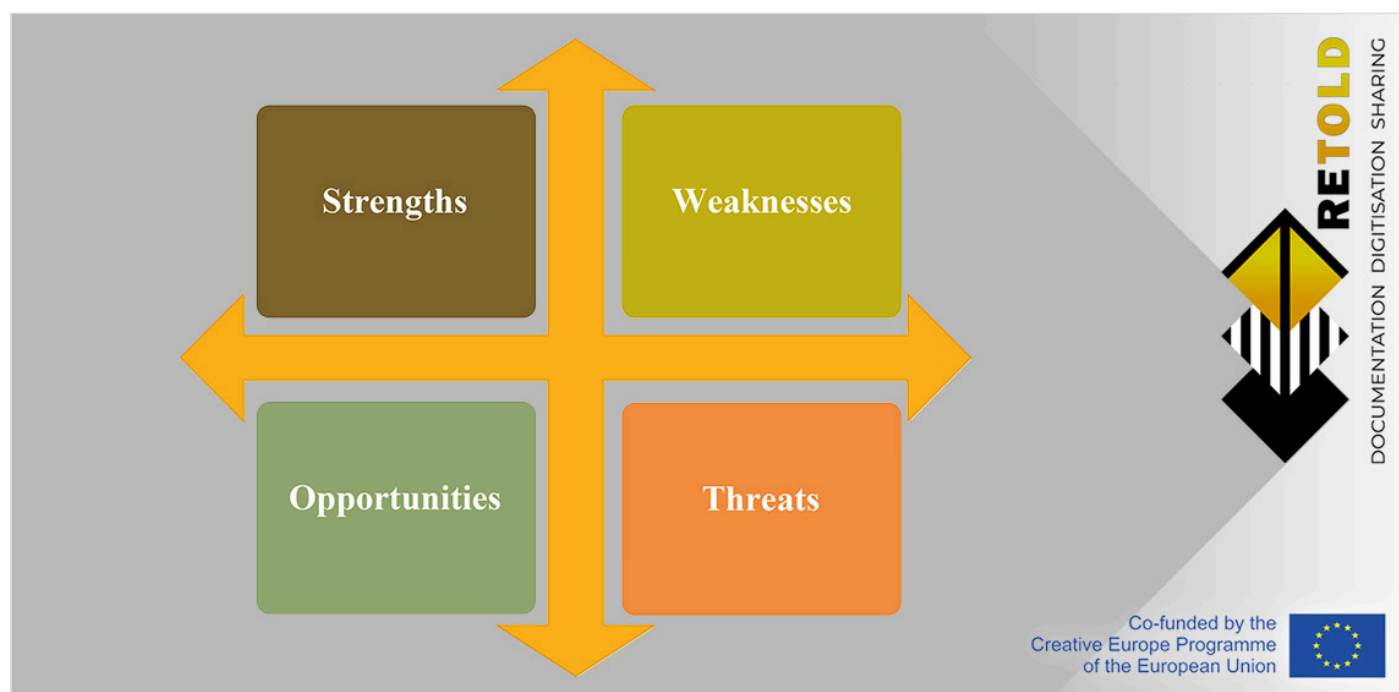 Strengths
Weaknesses
Opportunities
Threats
RETOLD
DOCUMENTATION DIGITISATION SHARING
Co-funded by the
Creative Europe Programme
of the European Union